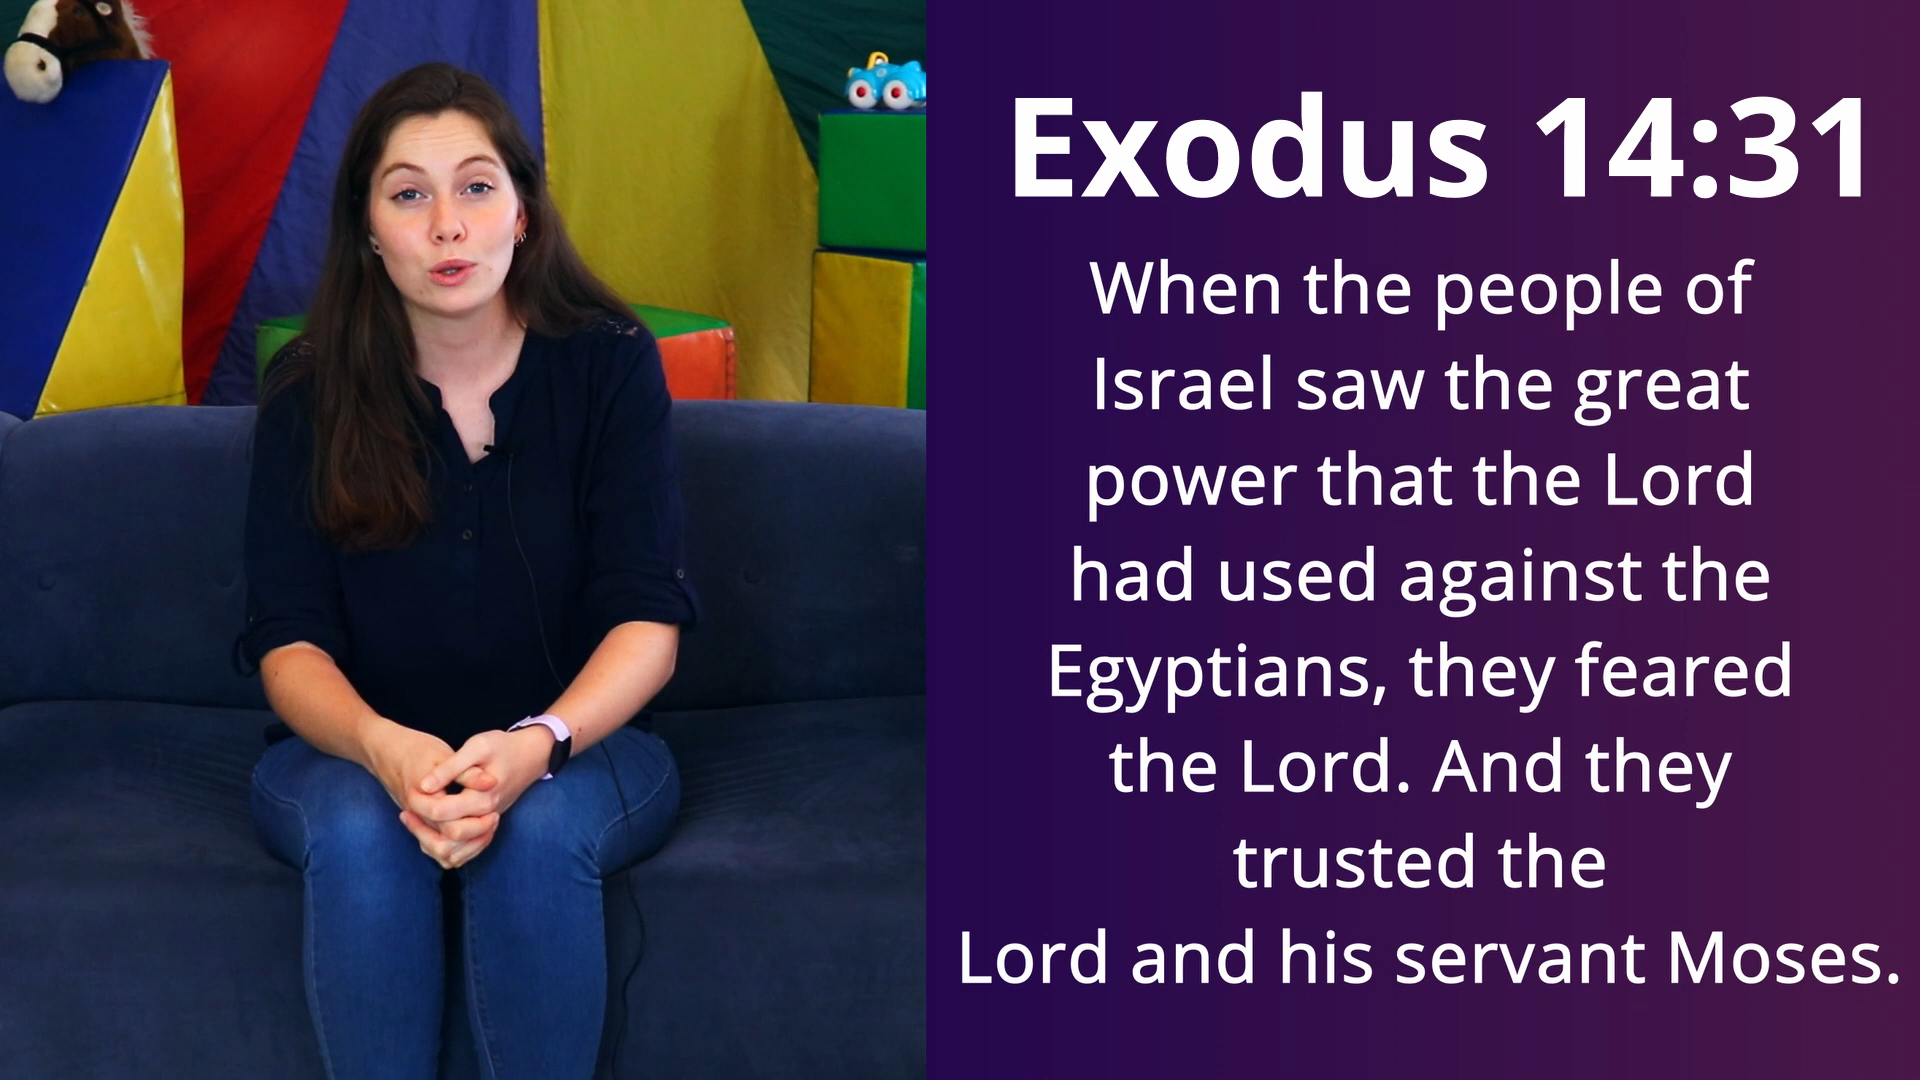 Exodus 14:31
When the people of
Israel saw the great
power that the Lord
had used against the
Egyptians, they feared
the Lord. And they
trusted the
Lord and his servant Moses.